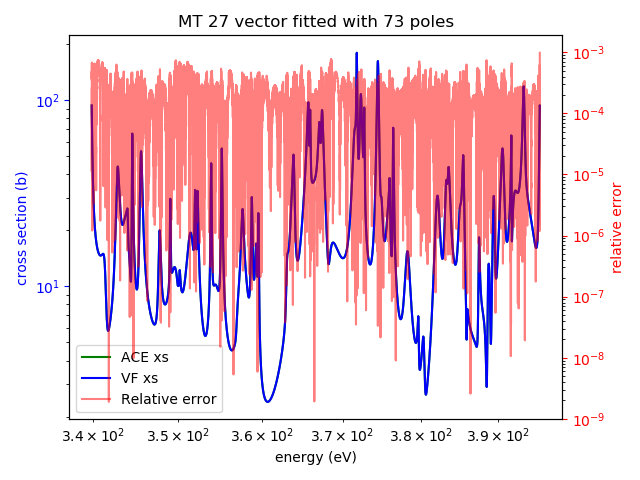 MT 27 vector fitted with 73 poles
cross section (b)
10²
10¹
10⁻³
10⁻⁴
10⁻⁵
10⁻⁶
10⁻⁷
10⁻⁸
10⁻⁹
relative error
ACE xs
VF xs
Relative error
3.4 × 10² 3.5 × 10² 3.6 × 10² 3.7 × 10² 3.8 × 10² 3.9 × 10²
energy (eV)